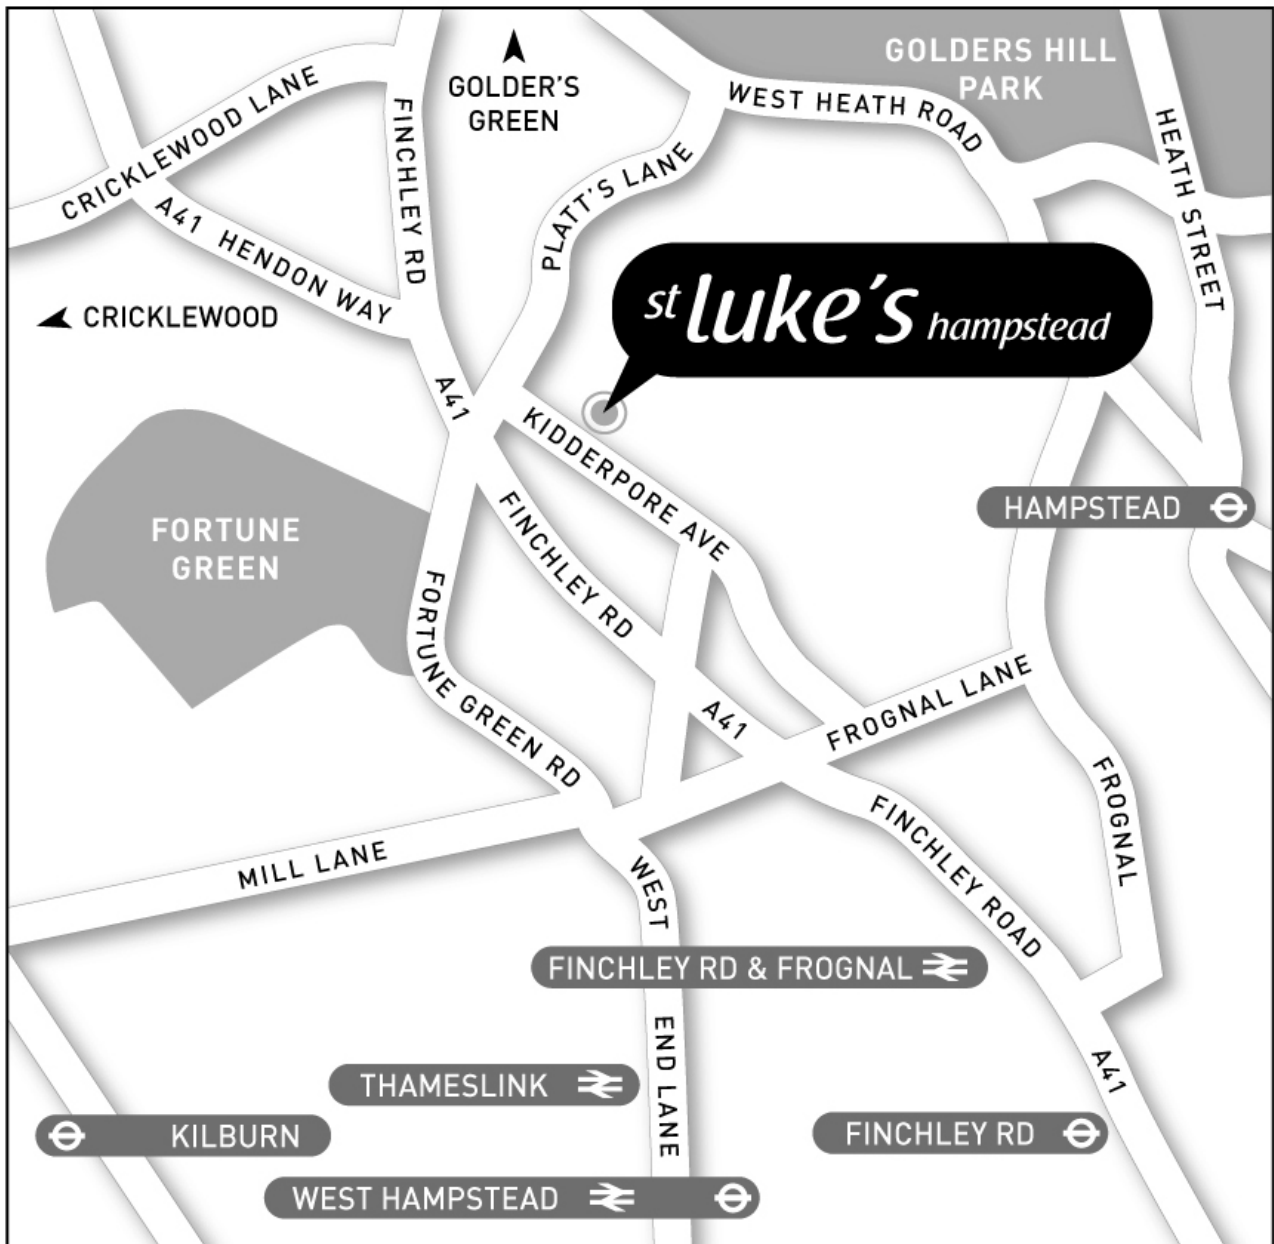 GOLDERS HILL
PARK
GOLDER'S
GREEN
CRICKLEWOOD LANE
FINCHLEY RD
WEST HEATH ROAD
HEATH STREET
PLATT'S LANE
A41 HENDON WAY
CRICKLEWOOD
st luke's hampstead
A41
KIDDERPORE AVE
HAMPSTEAD
FORTUNE
GREEN
FINCHLEY RD
FORTUNE GREEN RD
A41
FROGNAL LANE
FROGNAL
FINCHLEY ROAD
MILL LANE
WEST
END LANE
FINCHLEY RD & FROGNAL
THAMESLINK
A41
KILBURN
FINCHLEY RD
WEST HAMPSTEAD